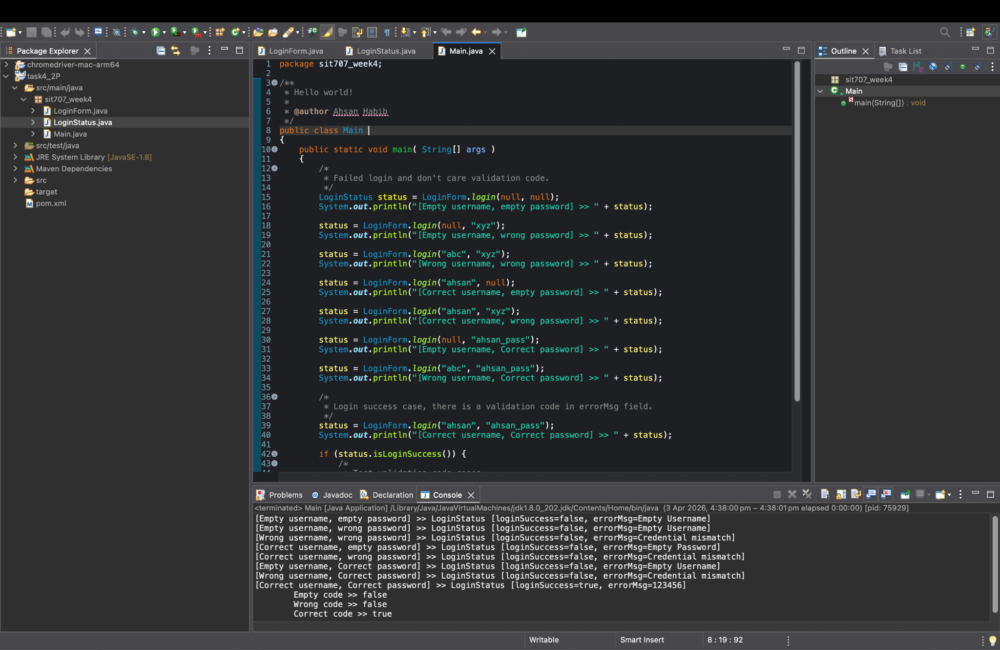 Package Explorer
chromedriver-mac-arm64
task4_2P
src/main/java
sit707_week4
LoginForm.java
LoginStatus.java
Main.java
src/test/java
JRE System Library [JavaSE-1.8]
Maven Dependencies
src
target
pom.xml
LoginForm.java LoginStatus.java Main.java
1 package sit707_week4;
2
3 /**
4  * Hello world!
5  *
6  * @author Ahsan Habib
7  */
8 public class Main
9 {
10     public static void main( String[] args )
11     {
12         /*
13          * Failed login and don't care validation code.
14          */
15         LoginStatus status = LoginForm.login(null, null);
16         System.out.println("[Empty username, empty password] >> " + status);
17
18         status = LoginForm.login(null, "xyz");
19         System.out.println("[Empty username, wrong password] >> " + status);
20
21         status = LoginForm.login("abc", "xyz");
22         System.out.println("[Wrong username, wrong password] >> " + status);
23
24         status = LoginForm.login("ahsan", null);
25         System.out.println("[Correct username, empty password] >> " + status);
26
27         status = LoginForm.login("ahsan", "xyz");
28         System.out.println("[Correct username, wrong password] >> " + status);
29
30         status = LoginForm.login(null, "ahsan_pass");
31         System.out.println("[Empty username, Correct password] >> " + status);
32
33         status = LoginForm.login("abc", "ahsan_pass");
34         System.out.println("[Wrong username, Correct password] >> " + status);
35
36         /*
37          * Login success case, there is a validation code in errorMsg field.
38          */
39         status = LoginForm.login("ahsan", "ahsan_pass");
40         System.out.println("[Correct username, Correct password] >> " + status);
41
42         if (status.isLoginSuccess()) {
43             /*
Outline Task List
sit707_week4
Main
main(String[]) : void
Problems Javadoc Declaration Console
<terminated> Main [Java Application] /Library/Java/JavaVirtualMachines/jdk1.8.0_202.jdk/Contents/Home/bin/java (3 Apr 2026, 4:38:00 pm – 4:38:01 pm elapsed 0:00:00) [pid: 75929]
[Empty username, empty password] >> LoginStatus [loginSuccess=false, errorMsg=Empty Username]
[Empty username, wrong password] >> LoginStatus [loginSuccess=false, errorMsg=Empty Username]
[Wrong username, wrong password] >> LoginStatus [loginSuccess=false, errorMsg=Credential mismatch]
[Correct username, empty password] >> LoginStatus [loginSuccess=false, errorMsg=Empty Password]
[Correct username, wrong password] >> LoginStatus [loginSuccess=false, errorMsg=Credential mismatch]
[Empty username, Correct password] >> LoginStatus [loginSuccess=false, errorMsg=Empty Username]
[Wrong username, Correct password] >> LoginStatus [loginSuccess=false, errorMsg=Credential mismatch]
[Correct username, Correct password] >> LoginStatus [loginSuccess=true, errorMsg=123456]
Empty code >> false
Wrong code >> false
Correct code >> true
Writable Smart Insert 8 : 19 : 92